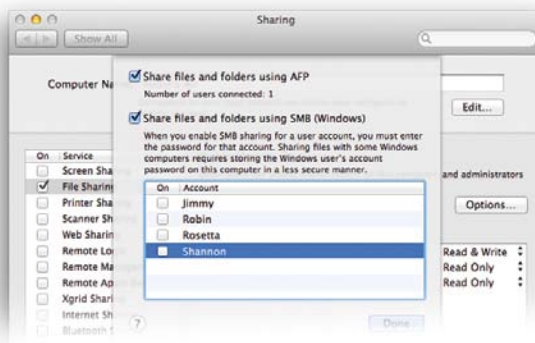 Sharing
Show All
Share files and folders using AFP
Number of users connected: 1
Computer Na
Share files and folders using SMB (Windows)
Edit...
When you enable SMB sharing for a user account, you must enter
the password for that account. Sharing files with some Windows
computers requires storing the Windows user's account
password on this computer in a less secure manner.
and administrators
On Service
Screen Sha
File Sharing
Printer Sha
Scanner Sh
Web Sharin
Remote Lo
Remote Ma
Remote Ap
Xgrid Shari
Internet Sh
Bluetooth S
On Account
Jimmy
Robin
Rosetta
Shannon
Options...
Read & Write
Read Only
Read Only
? Done